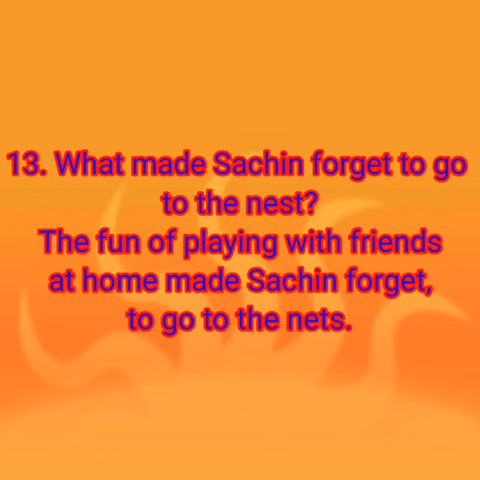 13. What made Sachin forget to go
to the nest?
The fun of playing with friends
at home made Sachin forget,
to go to the nets.